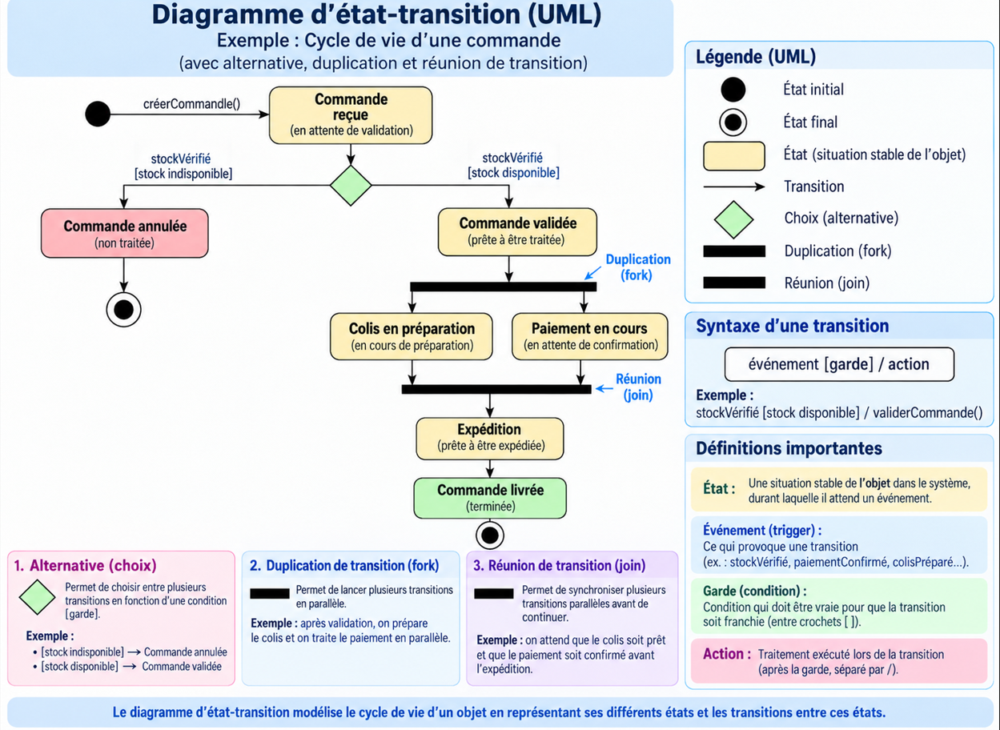 Diagramme d'état-transition (UML)
Exemple : Cycle de vie d'une commande
(avec alternative, duplication et réunion de transition)
créerCommandle()
Commande
reçue
(en attente de validation)
stockVérifié
[stock indisponible]
stockVérifié
[stock disponible]
Commande annulée
(non traitée)
Commande validée
(prête à être traitée)
Duplication
(fork)
Colis en préparation
(en cours de préparation)
Paiement en cours
(en attente de confirmation)
Réunion
(join)
Expédition
(prête à être expédiée)
Commande livrée
(terminée)
Légende (UML)
État initial
État final
État (situation stable de l'objet)
Transition
Choix (alternative)
Duplication (fork)
Réunion (join)
Syntaxe d'une transition
événement [garde] / action
Exemple :
stockVérifié [stock disponible] / validerCommande()
Définitions importantes
État : Une situation stable de l'objet dans le système,
durant laquelle il attend un événement.
Événement (trigger) :
Ce qui provoque une transition
(ex. : stockVérifié, paiementConfirmé, colisPréparé...).
Garde (condition) :
Condition qui doit être vraie pour que la transition
soit franchie (entre crochets [ ]).
Action : Traitement exécuté lors de la transition
(après la garde, séparé par /).
1. Alternative (choix)
Permet de choisir entre plusieurs
transitions en fonction d'une condition
[garde].
Exemple :
• [stock indisponible] → Commande annulée
• [stock disponible] → Commande validée
2. Duplication de transition (fork)
Permet de lancer plusieurs transitions
en parallèle.
Exemple : après validation, on prépare
le colis et on traite le paiement en parallèle.
3. Réunion de transition (join)
Permet de synchroniser plusieurs
transitions parallèles avant de
continuer.
Exemple : on attend que le colis soit prêt
et que le paiement soit confirmé avant
l'expédition.
Le diagramme d'état-transition modélise le cycle de vie d'un objet en représentant ses différents états et les transitions entre ces états.